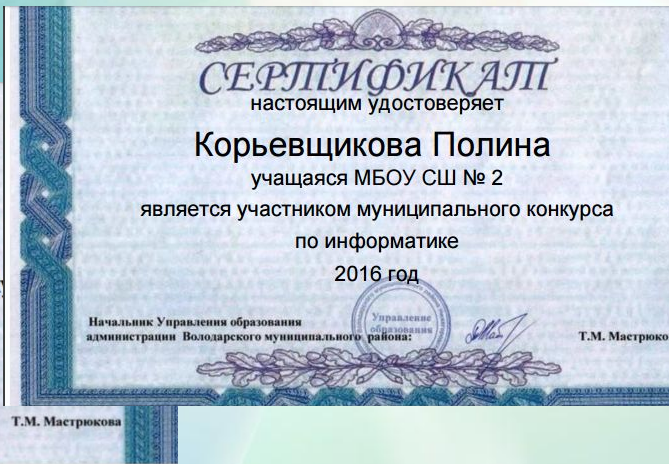 СЕРТИФИКАТ
настоящим удостоверяет
Корьевщикова Полина
учащаяся МБОУ СШ № 2
является участником муниципального конкурса
по информатике
2016 год
Управление
образования
Начальник Управления образования
администрации Володарского муниципального района:
Т.М. Мастрюко
Т.М. Мастрюкова